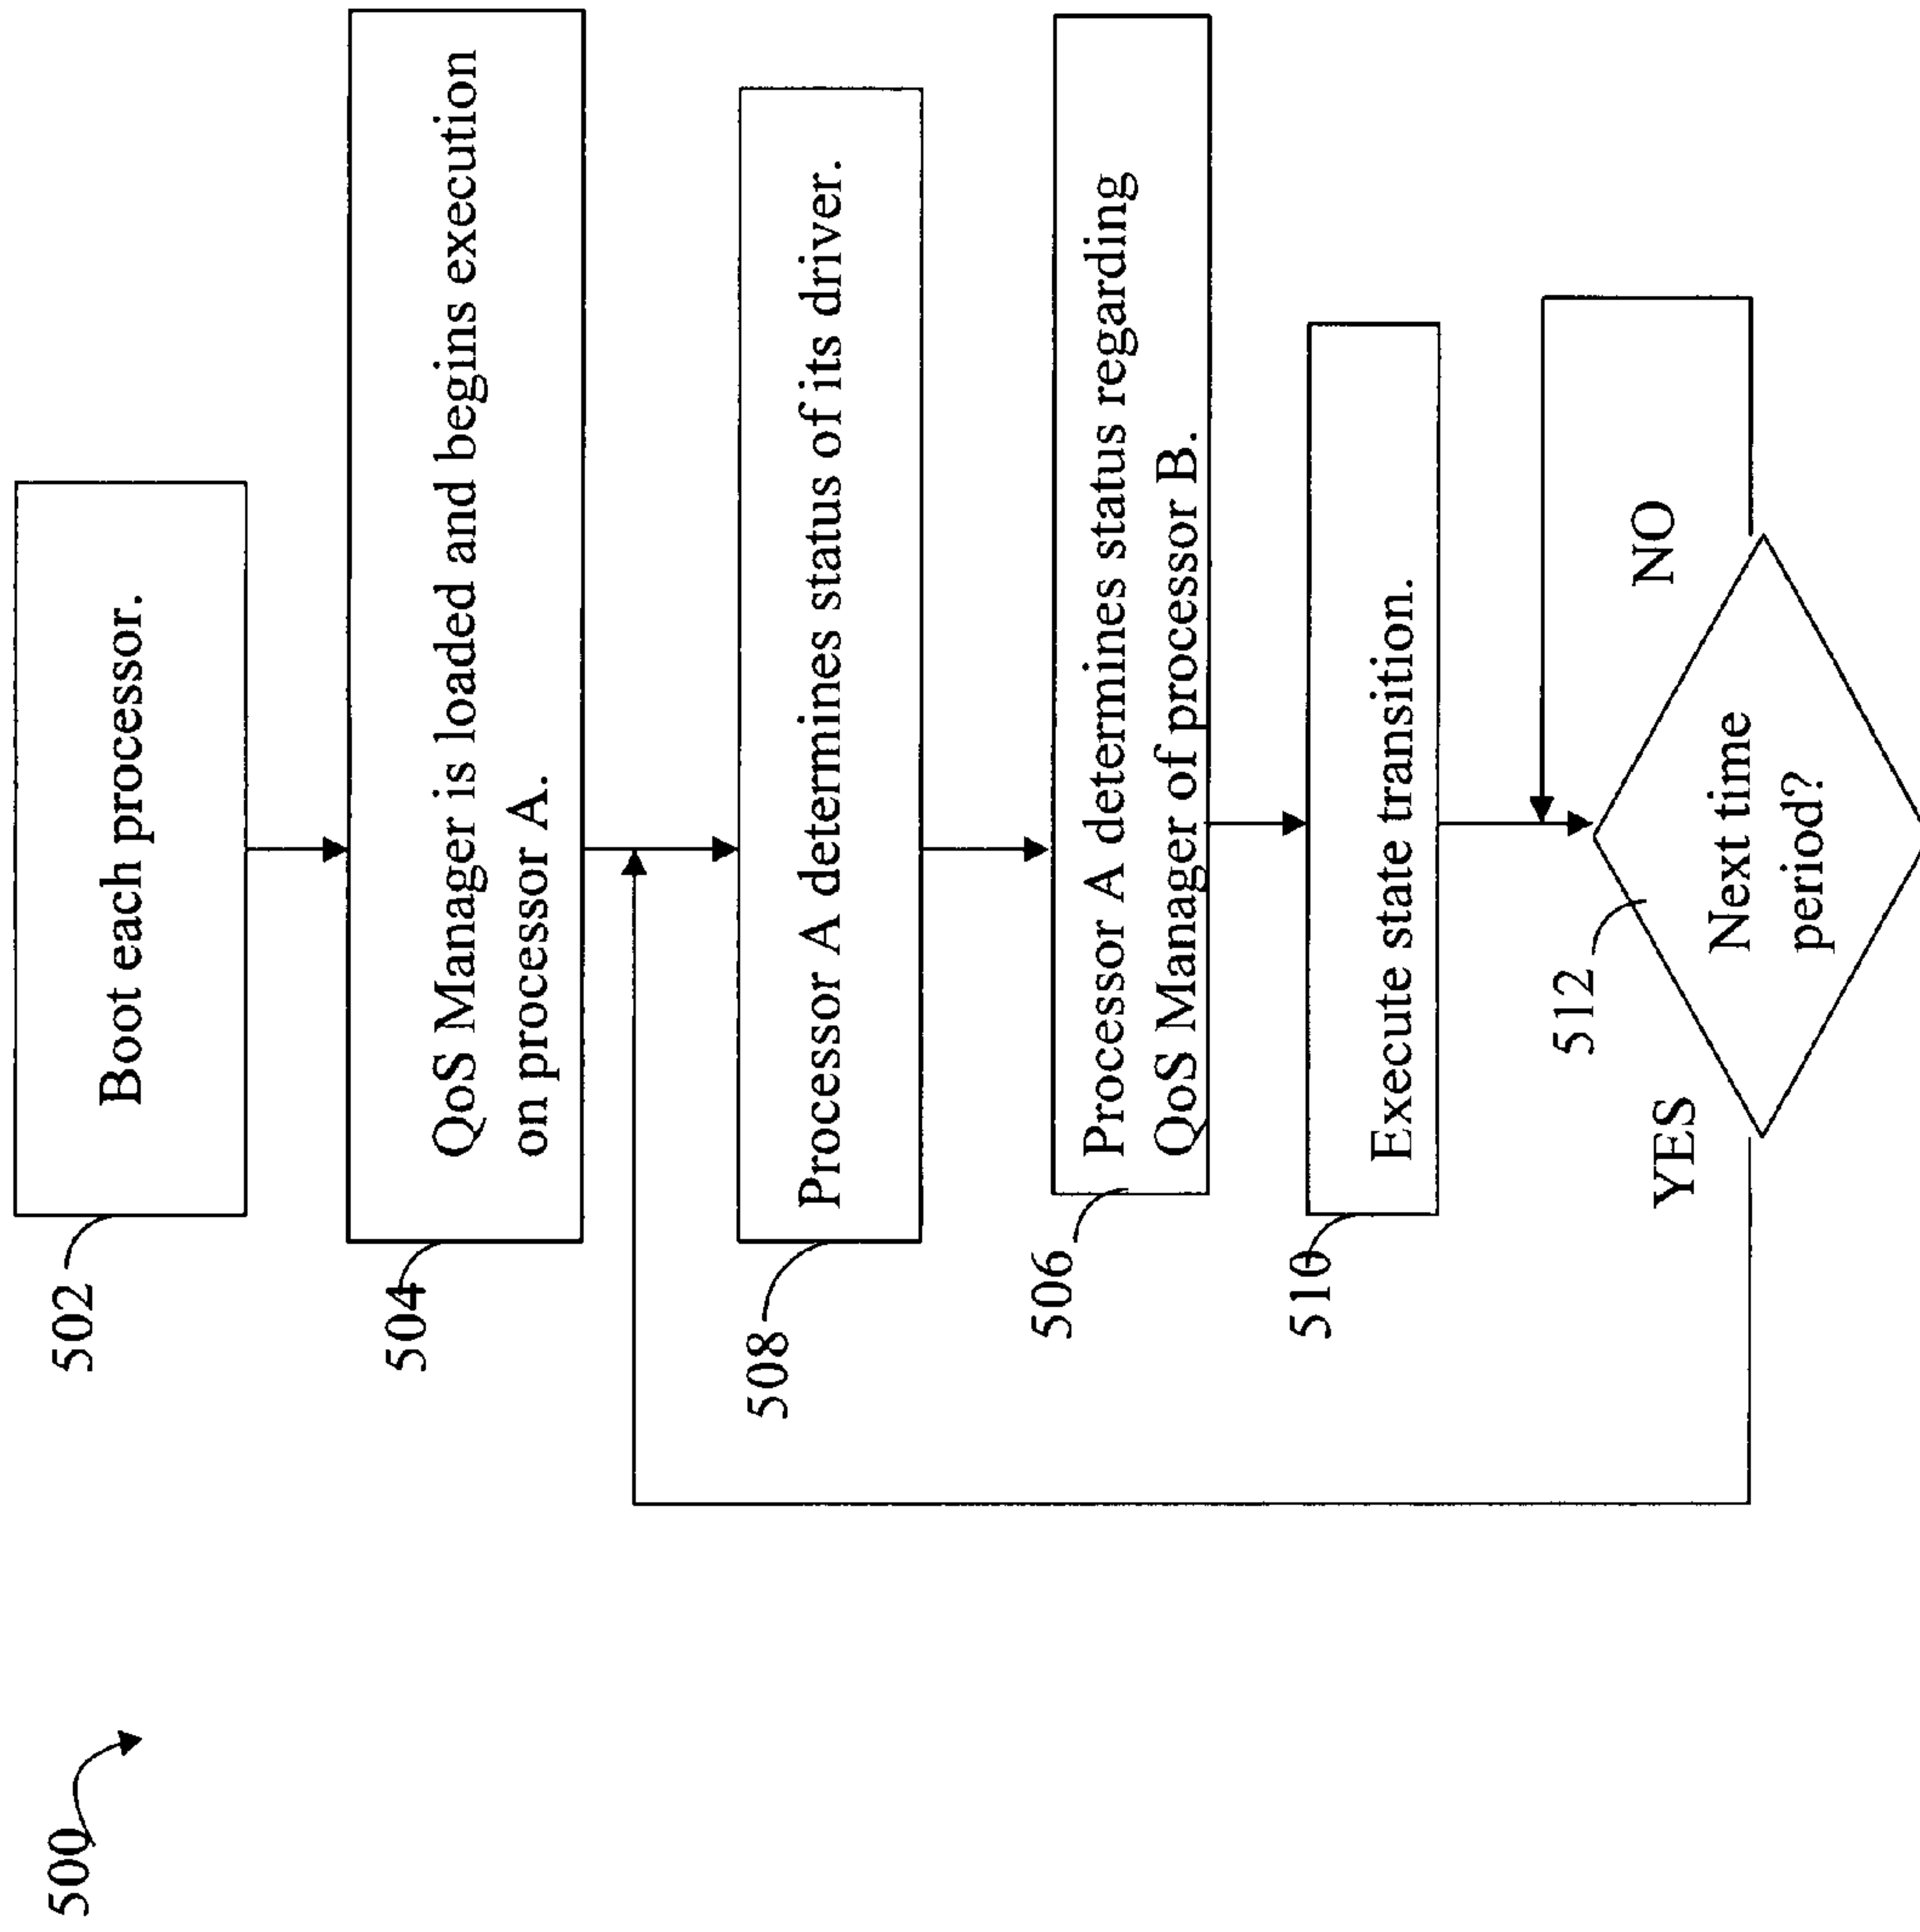 500
502
Boot each processor.
504
QoS Manager is loaded and begins execution
on processor A.
508
Processor A determines status of its driver.
506
Processor A determines status regarding
QoS Manager of processor B.
510
Execute state transition.
512
NO
YES
Next time
period?